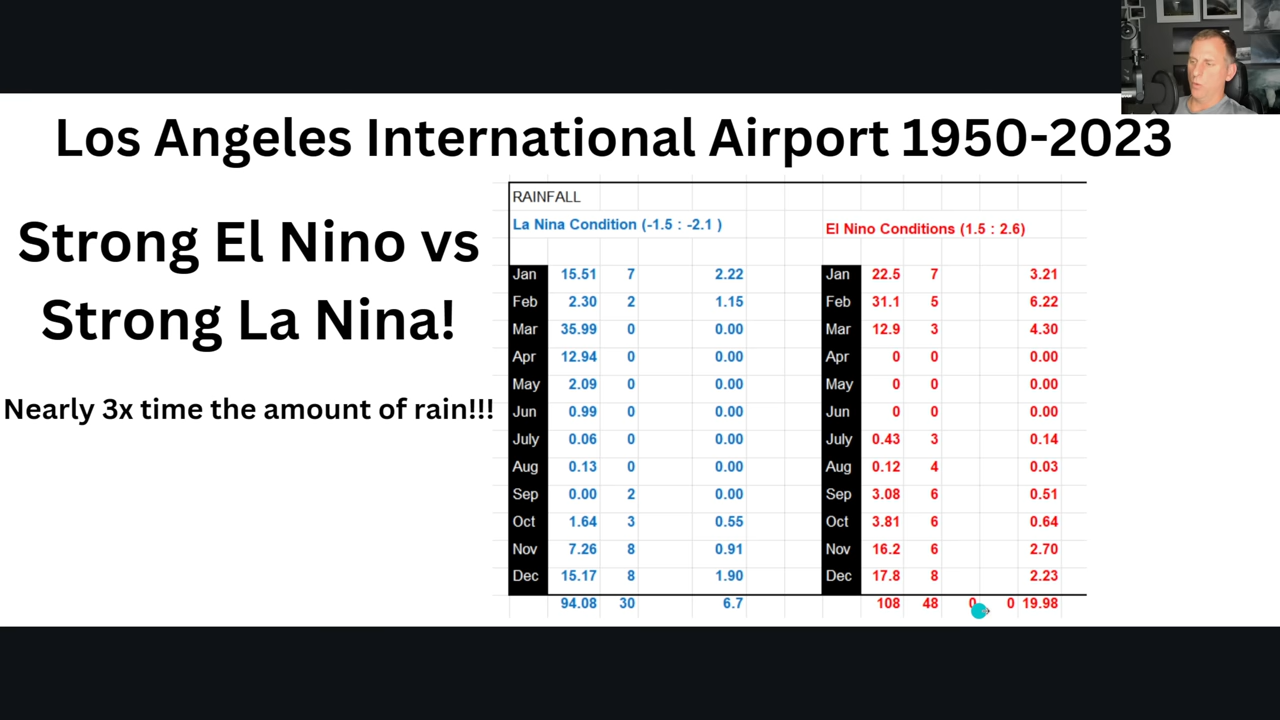 Los Angeles International Airport 1950-2023
Strong El Nino vs
Strong La Nina!
Nearly 3x time the amount of rain!!!
RAINFALL
La Nina Condition (-1.5 : -2.1 )
Jan 15.51 7 2.22
Feb 2.30 2 1.15
Mar 35.99 0 0.00
Apr 12.94 0 0.00
May 2.09 0 0.00
Jun 0.99 0 0.00
July 0.06 0 0.00
Aug 0.13 0 0.00
Sep 0.00 2 0.00
Oct 1.64 3 0.55
Nov 7.26 8 0.91
Dec 15.17 8 1.90
94.08 30 6.7
El Nino Conditions (1.5 : 2.6)
Jan 22.5 7 3.21
Feb 31.1 5 6.22
Mar 12.9 3 4.30
Apr 0 0 0.00
May 0 0 0.00
Jun 0 0 0.00
July 0.43 3 0.14
Aug 0.12 4 0.03
Sep 3.08 6 0.51
Oct 3.81 6 0.64
Nov 16.2 6 2.70
Dec 17.8 8 2.23
108 48 0 0 19.98